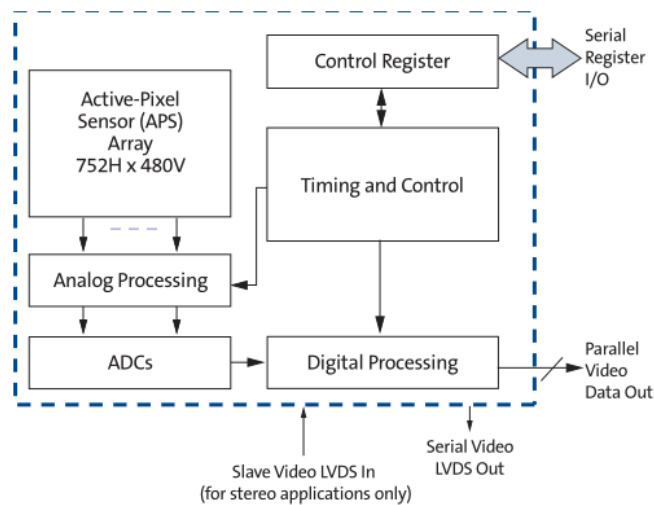 Control Register
Serial
Register
I/O
Active-Pixel
Sensor (APS)
Array
752H x 480V
Timing and Control
Analog Processing
ADCs
Digital Processing
Parallel
Video
Data Out
Slave Video LVDS In
(for stereo applications only)
Serial Video
LVDS Out